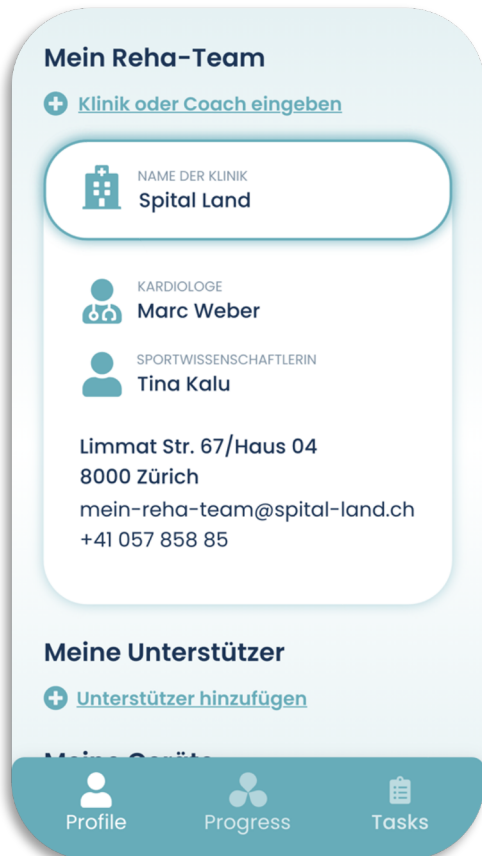 Mein Reha-Team
Klinik oder Coach eingeben
NAME DER KLINIK
Spital Land
KARDIOLOGE
Marc Weber
SPORTWISSENSCHAFTLERIN
Tina Kalu
Limmat Str. 67/Haus 04
8000 Zürich
mein-reha-team@spital-land.ch
+41 057 858 85
Meine Unterstützer
Unterstützer hinzufügen
Meine Geräte
Profile
Progress
Tasks